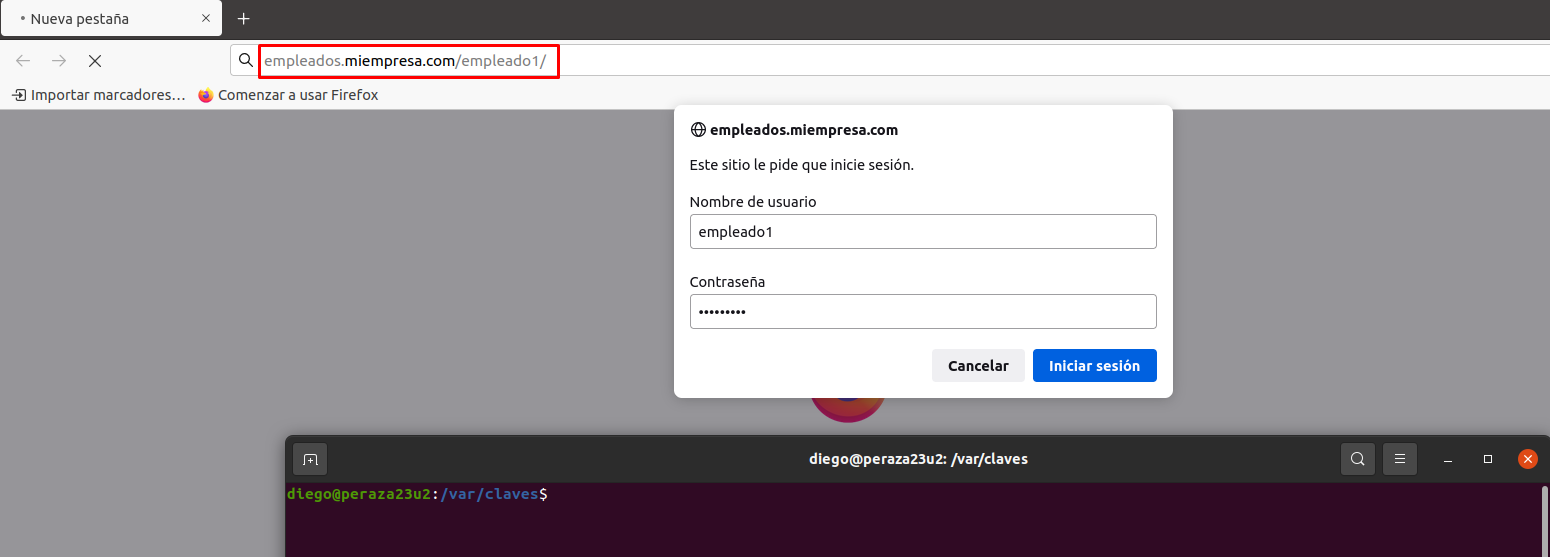 Nueva pestaña
empleados.miempresa.com/empleado1/
Importar marcadores… Comenzar a usar Firefox
empleados.miempresa.com
Este sitio le pide que inicie sesión.
Nombre de usuario
empleado1
Contraseña
•••••••••
Cancelar Iniciar sesión
diego@peraza23u2: /var/claves
diego@peraza23u2:/var/claves$